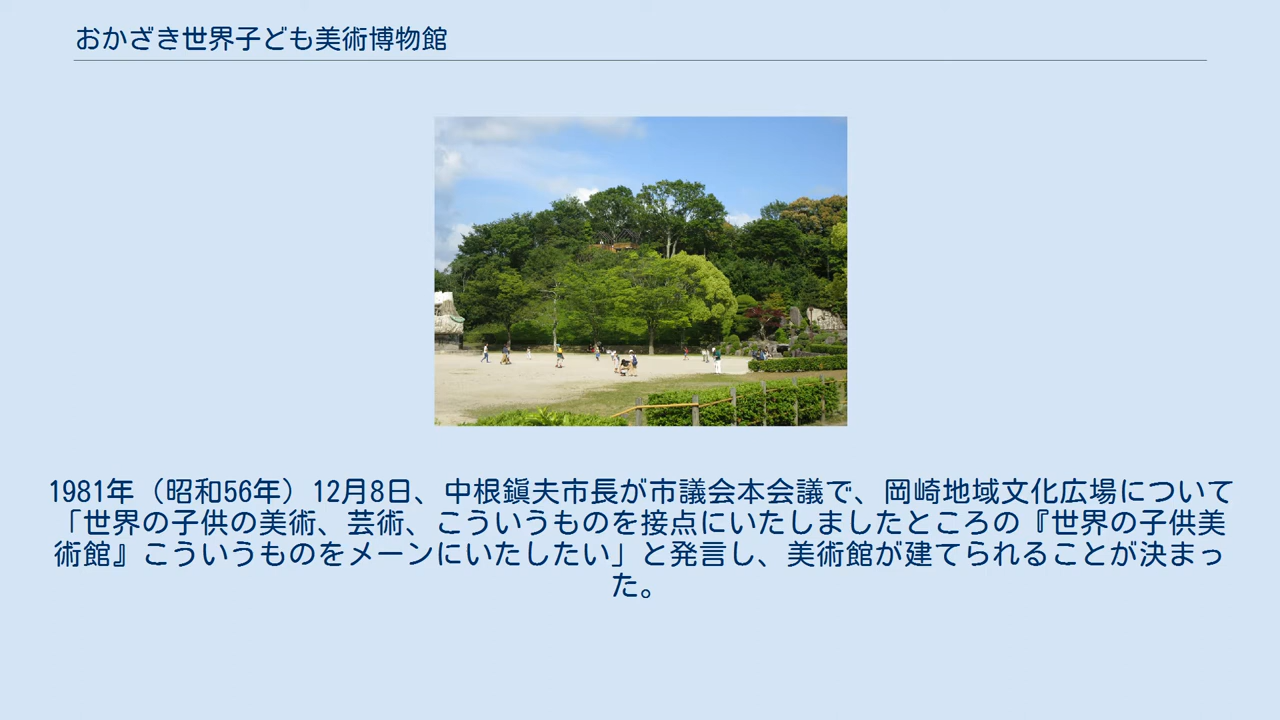 おかざき世界子ども美術博物館
1981年（昭和56年）12月8日、中根鎭夫市長が市議会本会議で、岡崎地域文化広場について
「世界の子供の美術、芸術、こういうものを接点にいたしましたところの『世界の子供美
術館』こういうものをメーンにいたしたい」と発言し、美術館が建てられることが決まっ
た。